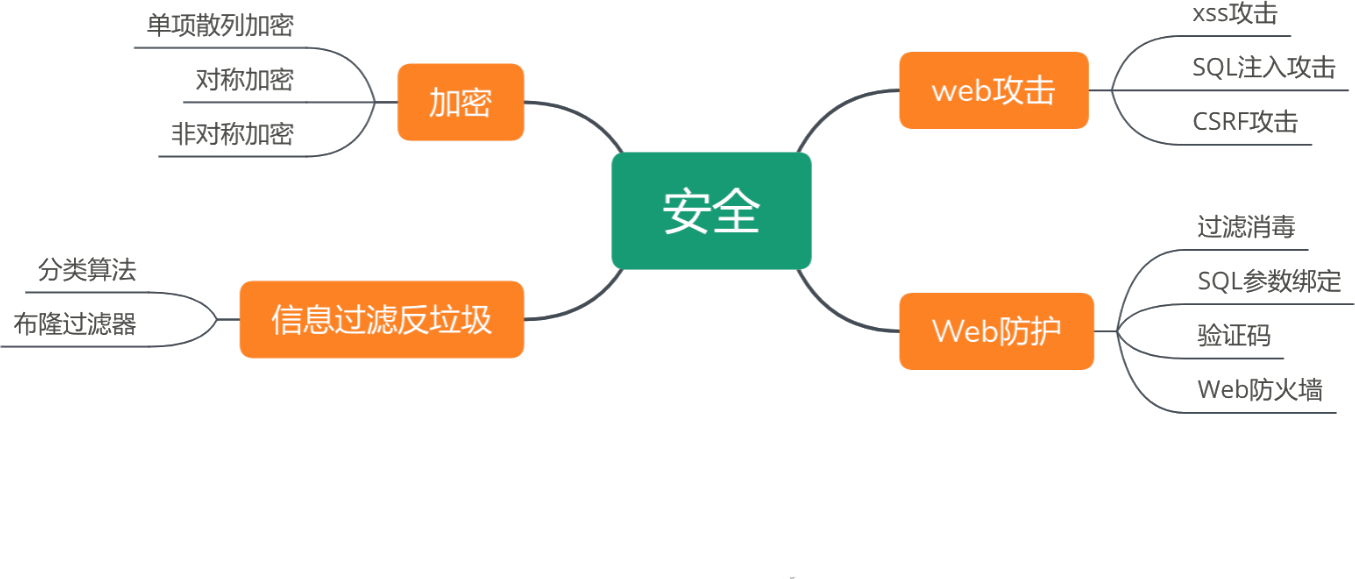 单项散列加密
对称加密
非对称加密
加密
分类算法
布隆过滤器
信息过滤反垃圾
安全
web攻击
xss攻击
SQL注入攻击
CSRF攻击
Web防护
过滤消毒
SQL参数绑定
验证码
Web防火墙